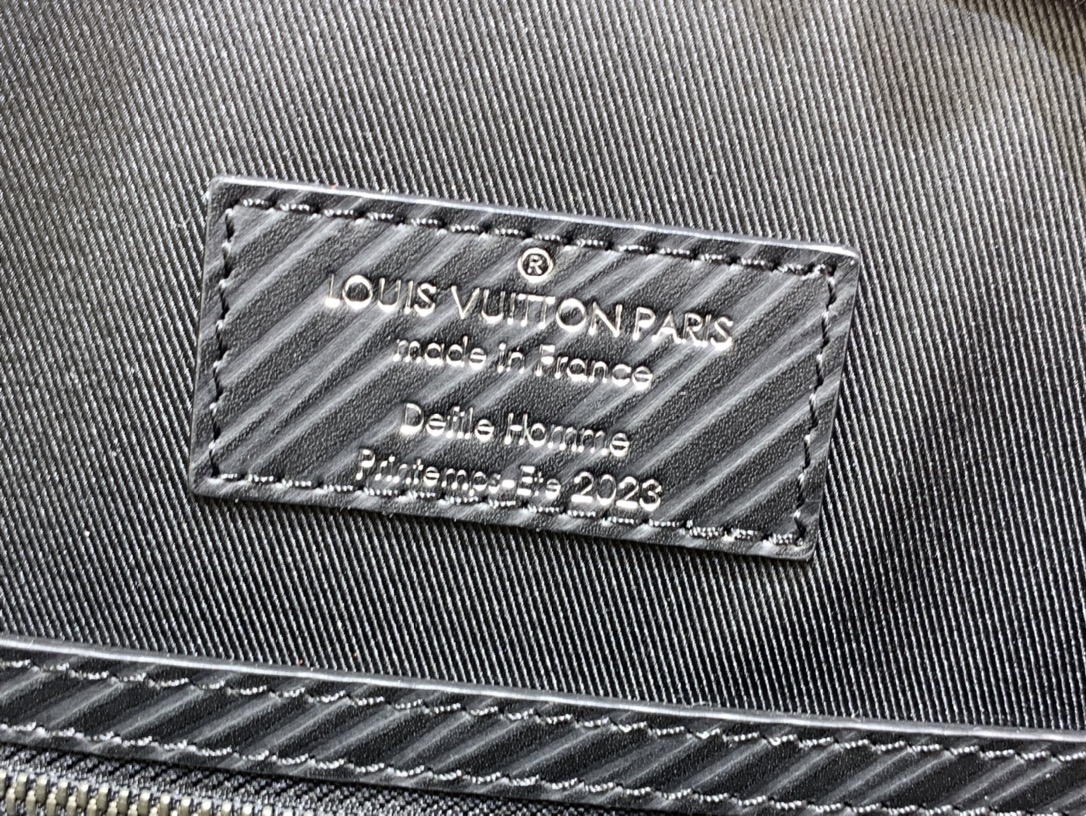 ®
LOUIS VUITTON PARIS
made in France
Defile Homme
Printemps-Ete 2023